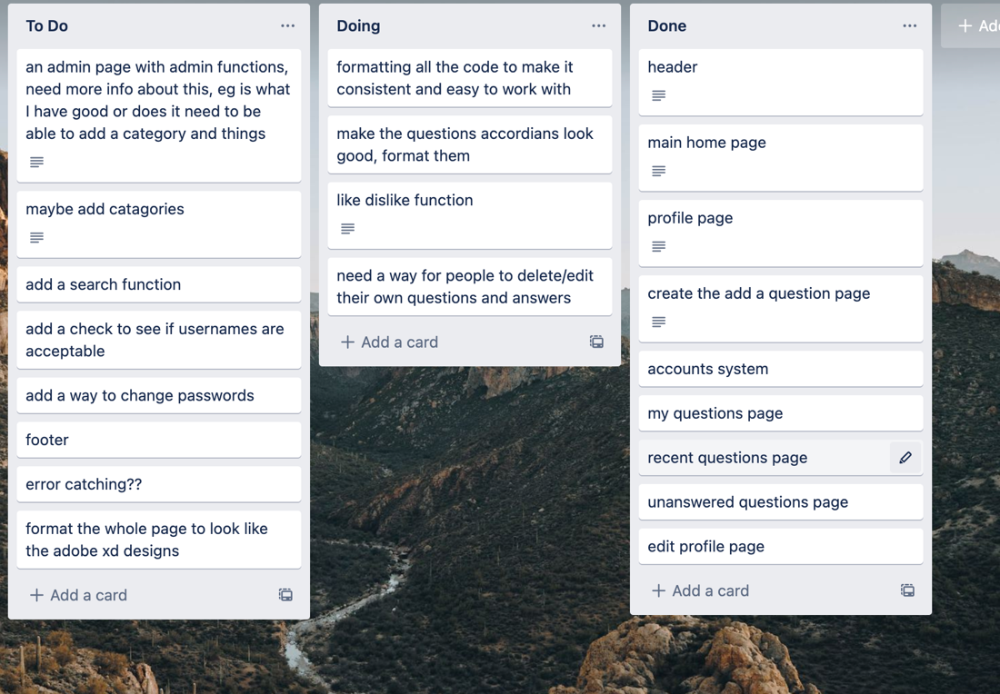 To Do
an admin page with admin functions,
need more info about this, eg is what
I have good or does it need to be
able to add a category and things
maybe add catagories
add a search function
add a check to see if usernames are
acceptable
add a way to change passwords
footer
error catching??
format the whole page to look like
the adobe xd designs
+ Add a card
Doing
formatting all the code to make it
consistent and easy to work with
make the questions accordians look
good, format them
like dislike function
need a way for people to delete/edit
their own questions and answers
+ Add a card
Done
header
main home page
profile page
create the add a question page
accounts system
my questions page
recent questions page
unanswered questions page
edit profile page
+ Add a card
+ Add